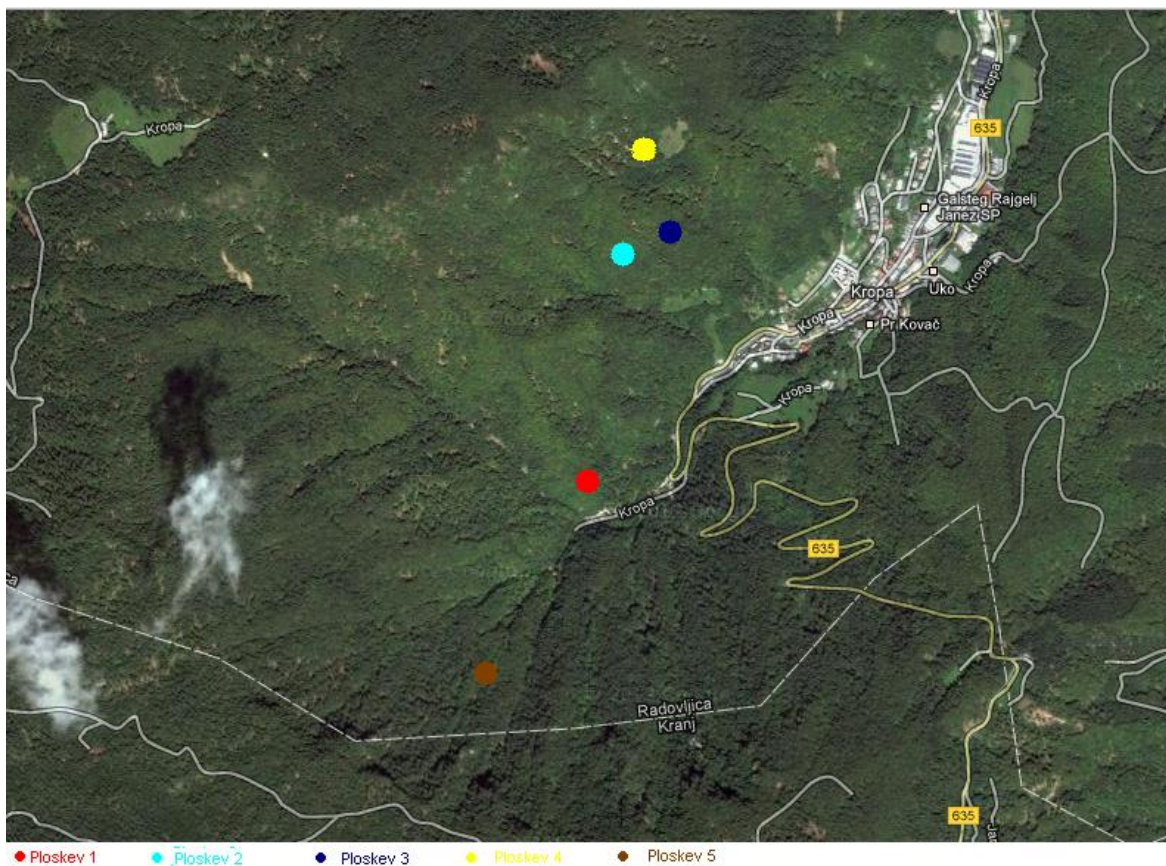 Kropa
Kropa
635
Galsteg Rajgelj
Janez SP
Kropa
Uko
Kropa
Kropa
Pr Kovač
Kropa
Kropa
635
Radovljica
Kranj
635
Ploskev 1
Ploskev 2
Ploskev 3
Ploskev 4
Ploskev 5